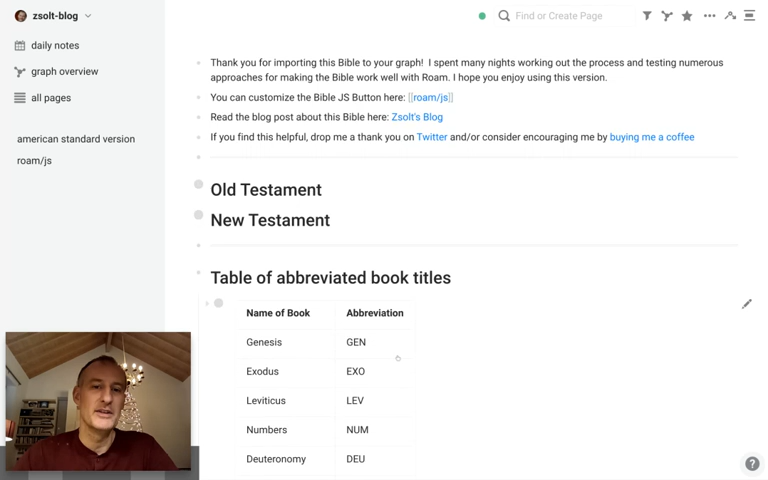 zsolt-blog
Find or Create Page
daily notes
graph overview
all pages
american standard version
roam/js
Thank you for importing this Bible to your graph! I spent many nights working out the process and testing numerous
approaches for making the Bible work well with Roam. I hope you enjoy using this version.
You can customize the Bible JS Button here: [[roam/js]]
Read the blog post about this Bible here: Zsolt's Blog
If you find this helpful, drop me a thank you on Twitter and/or consider encouraging me by buying me a coffee
Old Testament
New Testament
Table of abbreviated book titles
Name of Book Abbreviation
Genesis GEN
Exodus EXO
Leviticus LEV
Numbers NUM
Deuteronomy DEU
?